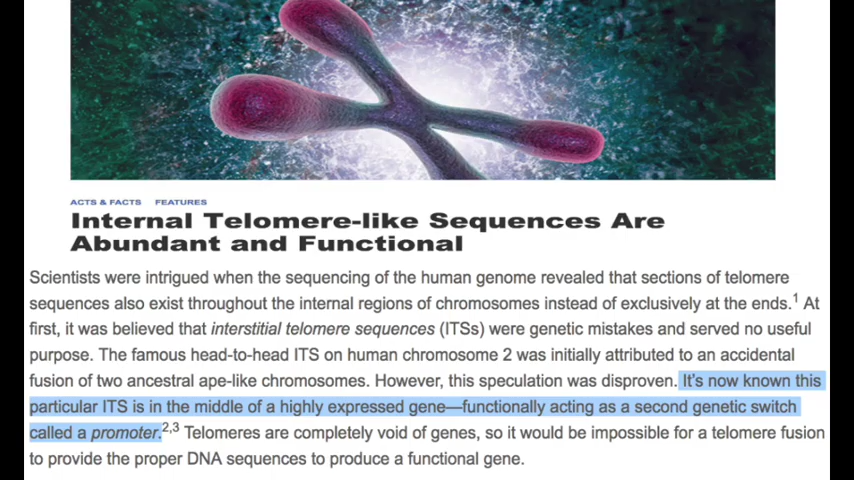 ACTS & FACTS FEATURES
Internal Telomere-like Sequences Are
Abundant and Functional
Scientists were intrigued when the sequencing of the human genome revealed that sections of telomere
sequences also exist throughout the internal regions of chromosomes instead of exclusively at the ends.1 At
first, it was believed that interstitial telomere sequences (ITSs) were genetic mistakes and served no useful
purpose. The famous head-to-head ITS on human chromosome 2 was initially attributed to an accidental
fusion of two ancestral ape-like chromosomes. However, this speculation was disproven. It's now known this
particular ITS is in the middle of a highly expressed gene—functionally acting as a second genetic switch
called a promoter.2,3 Telomeres are completely void of genes, so it would be impossible for a telomere fusion
to provide the proper DNA sequences to produce a functional gene.